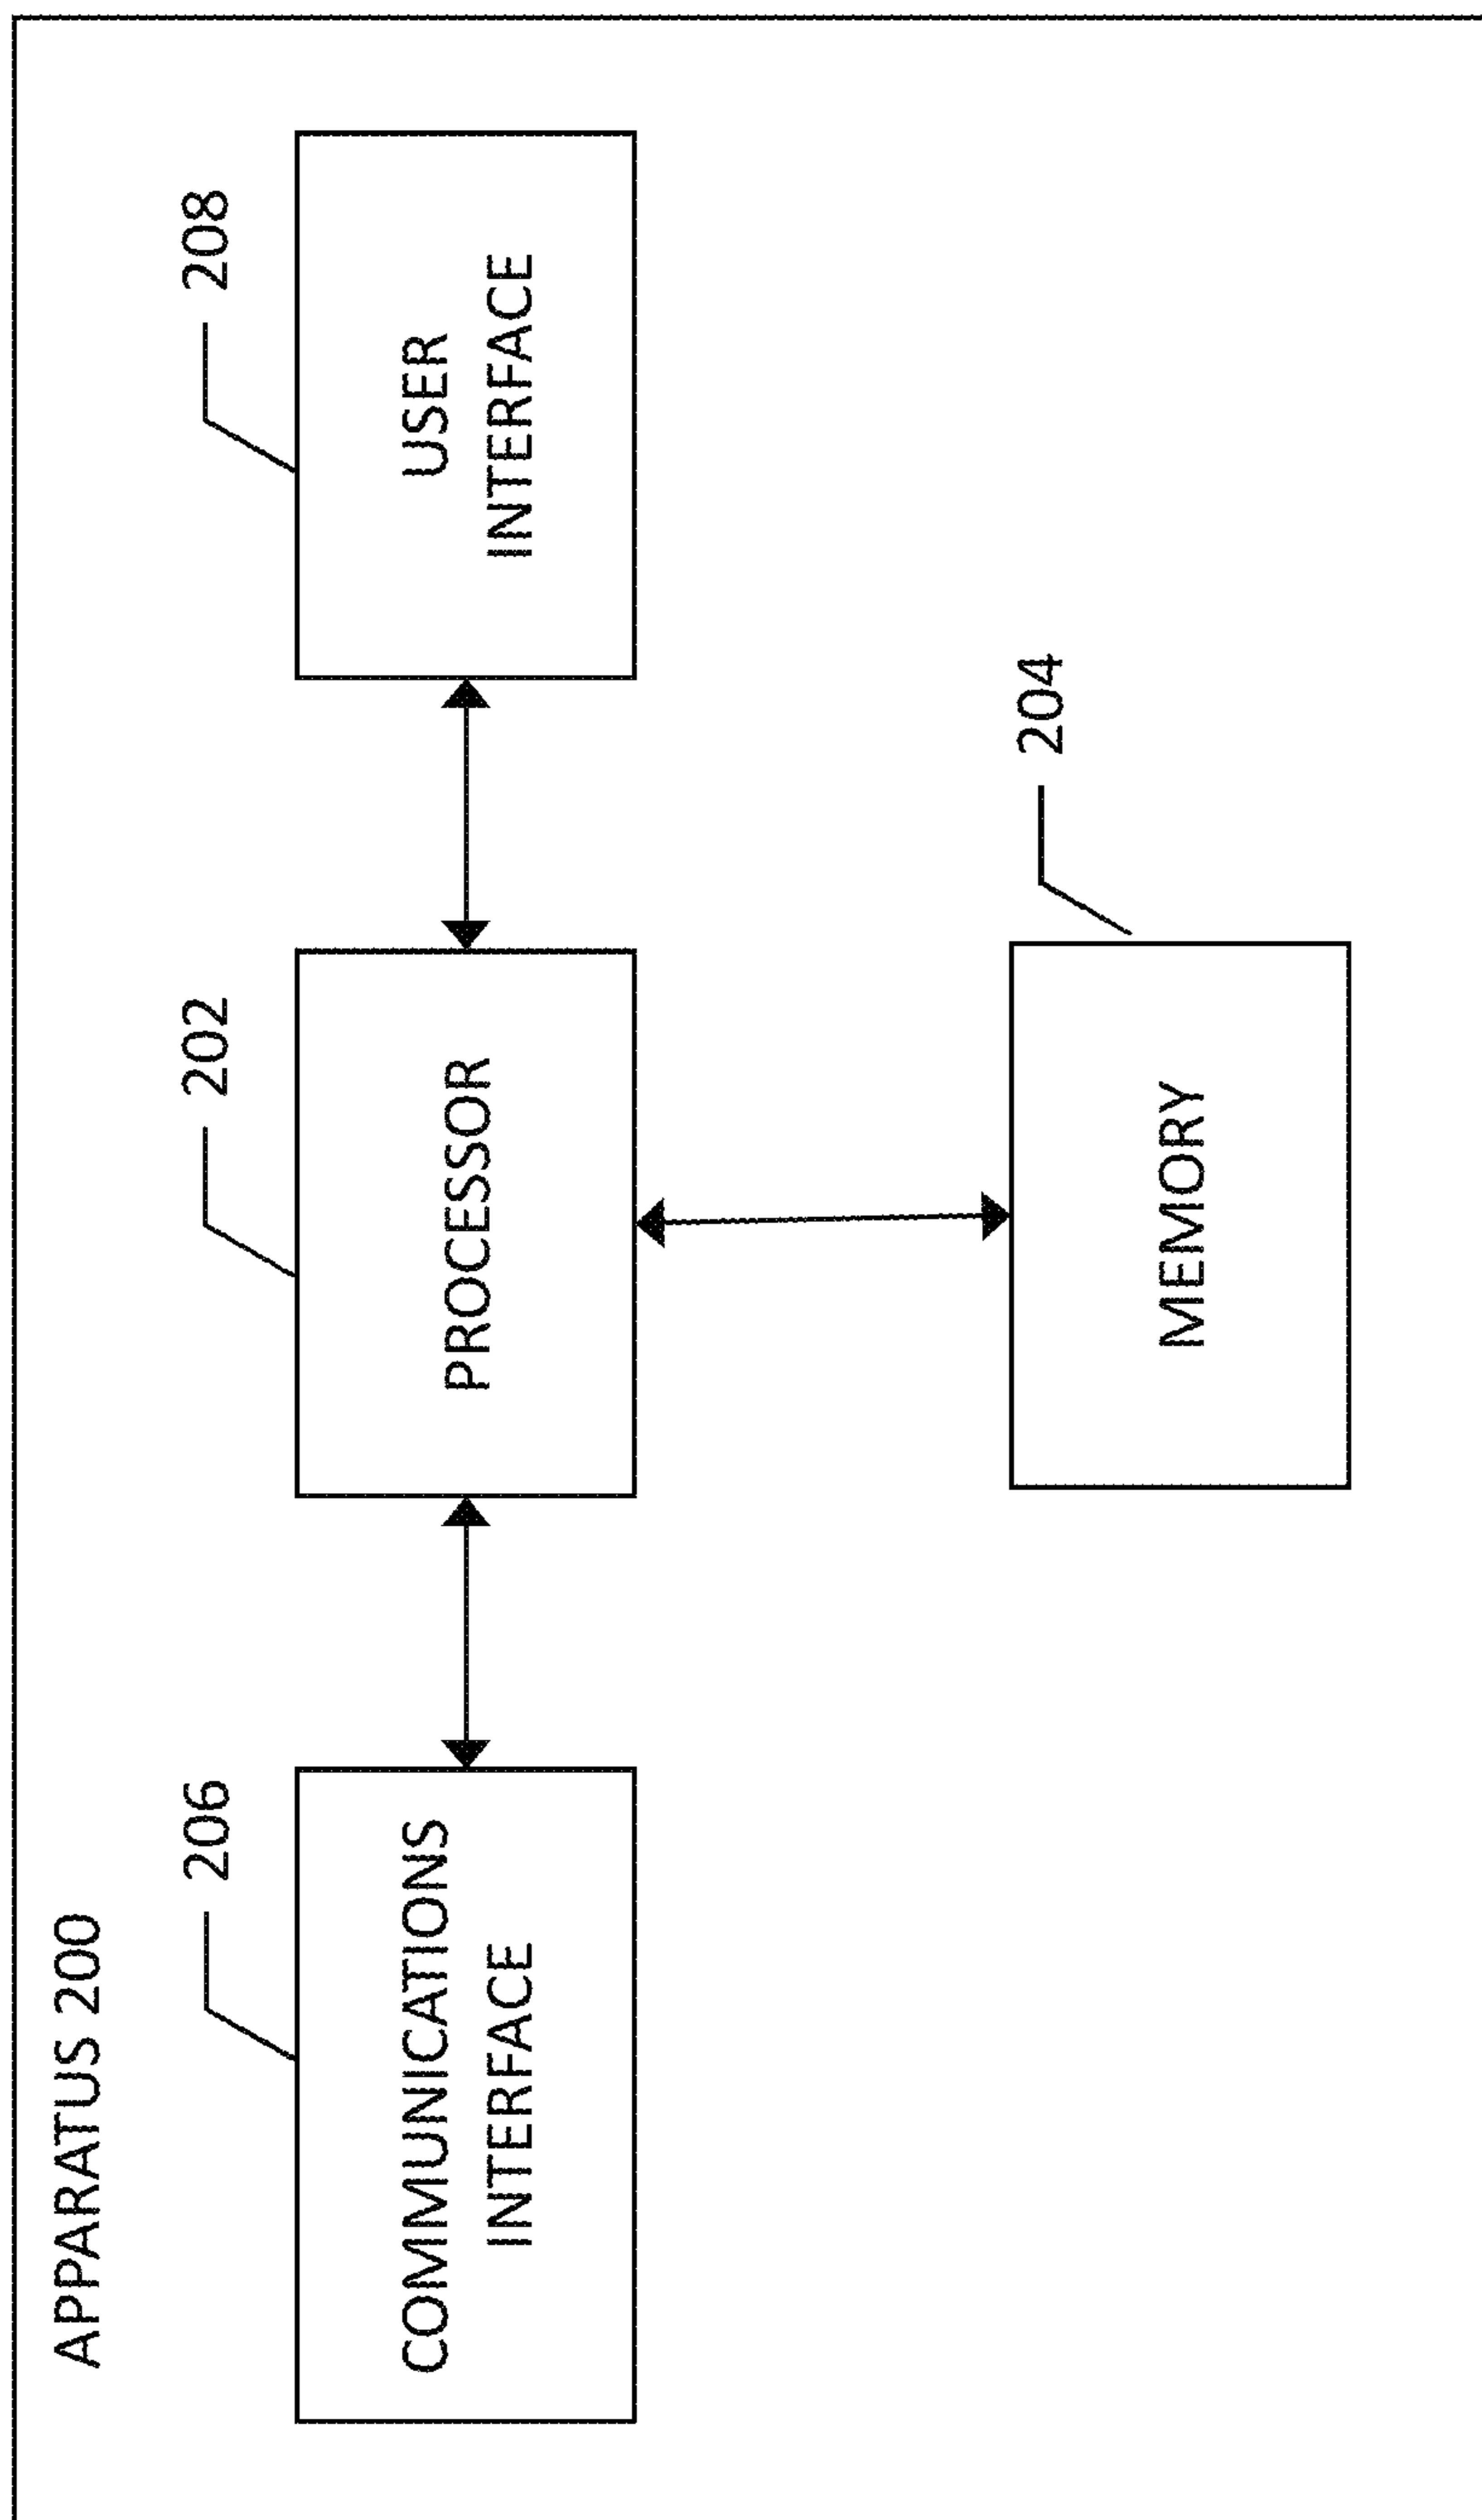 APPARATUS 200
206
202
208
COMMUNICATIONS
INTERFACE
PROCESSOR
USER
INTERFACE
204
MEMORY